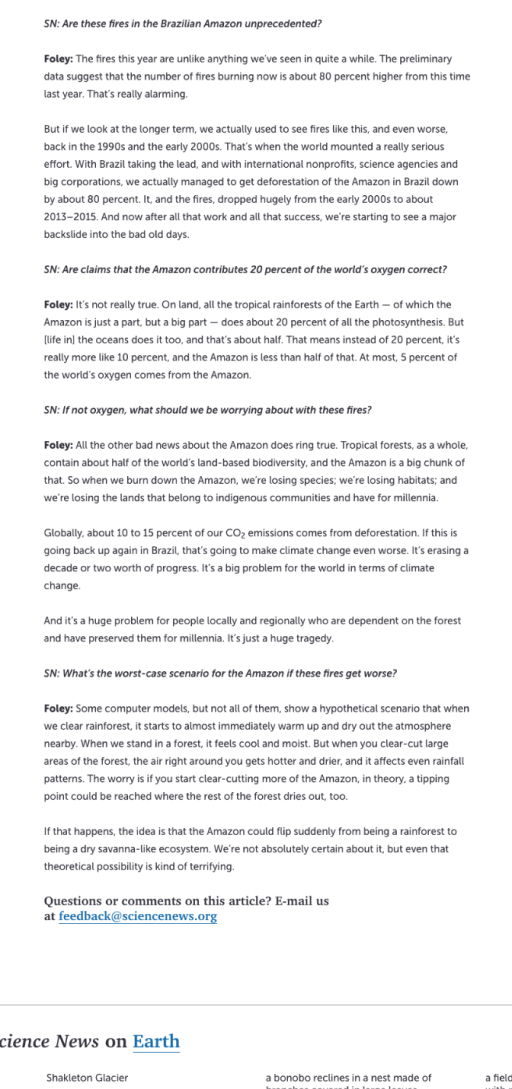 SN: Are these fires in the Brazilian Amazon unprecedented?
Foley: The fires this year are unlike anything we've seen in quite a while. The preliminary
data suggest that the number of fires burning now is about 80 percent higher from this time
last year. That's really alarming.
But if we look at the longer term, we actually used to see fires like this, and even worse,
back in the 1990s and the early 2000s. That's when the world mounted a really serious
effort. With Brazil taking the lead, and with international nonprofits, science agencies and
big corporations, we actually managed to get deforestation of the Amazon in Brazil down
by about 80 percent. It, and the fires, dropped hugely from the early 2000s to about
2013–2015. And now after all that work and all that success, we're starting to see a major
backslide into the bad old days.
SN: Are claims that the Amazon contributes 20 percent of the world's oxygen correct?
Foley: It's not really true. On land, all the tropical rainforests of the Earth — of which the
Amazon is just a part, but a big part — does about 20 percent of all the photosynthesis. But
[life in] the oceans does it too, and that's about half. That means instead of 20 percent, it's
really more like 10 percent, and the Amazon is less than half of that. At most, 5 percent of
the world's oxygen comes from the Amazon.
SN: If not oxygen, what should we be worrying about with these fires?
Foley: All the other bad news about the Amazon does ring true. Tropical forests, as a whole,
contain about half of the world's land-based biodiversity, and the Amazon is a big chunk of
that. So when we burn down the Amazon, we're losing species; we're losing habitats; and
we're losing the lands that belong to indigenous communities and have for millennia.
Globally, about 10 to 15 percent of our CO₂ emissions comes from deforestation. If this is
going back up again in Brazil, that's going to make climate change even worse. It's erasing a
decade or two worth of progress. It's a big problem for the world in terms of climate
change.
And it's a huge problem for people locally and regionally who are dependent on the forest
and have preserved them for millennia. It's just a huge tragedy.
SN: What's the worst-case scenario for the Amazon if these fires get worse?
Foley: Some computer models, but not all of them, show a hypothetical scenario that when
we clear rainforest, it starts to almost immediately warm up and dry out the atmosphere
nearby. When we stand in a forest, it feels cool and moist. But when you clear-cut large
areas of the forest, the air right around you gets hotter and drier, and it affects even rainfall
patterns. The worry is if you start clear-cutting more of the Amazon, in theory, a tipping
point could be reached where the rest of the forest dries out, too.
If that happens, the idea is that the Amazon could flip suddenly from being a rainforest to
being a dry savanna-like ecosystem. We're not absolutely certain about it, but even that
theoretical possibility is kind of terrifying.
Questions or comments on this article? E-mail us
at feedback@sciencenews.org
cience News on Earth
Shakleton Glacier
a bonobo reclines in a nest made of
a field